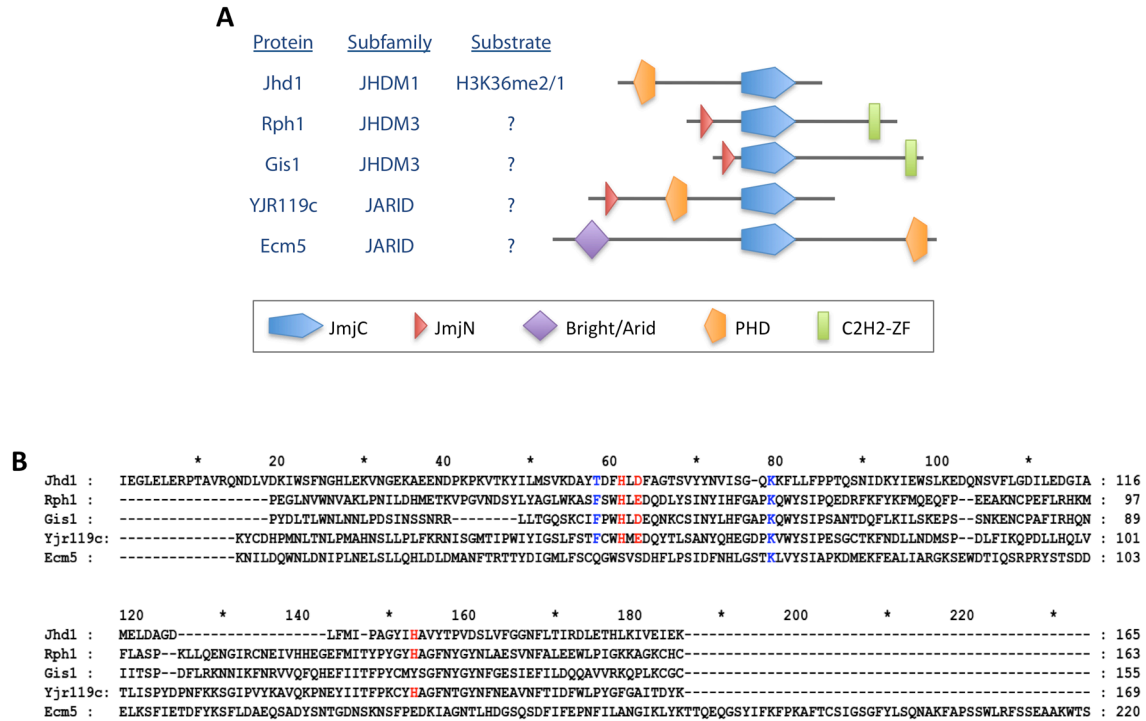 A
Protein Subfamily Substrate
Jhd1 JHDM1 H3K36me2/1
Rph1 JHDM3 ?
Gis1 JHDM3 ?
YJR119c JARID ?
Ecm5 JARID ?
JmjC JmjN Bright/Arid PHD C2H2-ZF
B
* 20 * 40 * 60 * 80 * 100 *
Jhd1 : IEGLELERPTAVRQNDLVDKIWSFNGHLEKVNGEKAEENDPKPKVTKYILMSVKDAYTDFHLDFAGTSVYYNVISG-QKKFLLFPPTQSNIDKYIEWSLKEDQNSVFLGDILEDGIA : 116
Rph1 : ------------------PEGLNVWNVAKLPNILDHMETKVPGVNDSYLYAGLWKASFSWHLEDQDLYSINYIHFGAPKQWYSIPQEDRFKFYKFMQEQFP--EEAKNCPEFLRHKM : 97
Gis1 : ------------------PYDLTLWNLNNLPDSINSSNRR--------LLTGQSKCIFPWHLDEQNKCSINYLHFGAPKQWYSIPSANTDQFLKILSKEPS--SNKENCPAFIRHQN : 89
Yjr119c: --------------KYCDHPMNLTNLPMAHNSLLPLFKRNISGMTIPWIYIGSLFSTFCWHMEDQYTLSANYQHEGDPKVWYSIPESGCTKFNDLLNDMSP--DLFIKQPDLLHQLV : 101
Ecm5 : --------------KNILDQWNLDNIPLNELSLLQHLDLDMANFTRTTYDIGMLFSCQGWSVSDHFLPSIDFNHLGSTKLVYSIAPKDMEKFEALIARGKSEWDTIQSRPRYSTSDD : 103
120 * 140 * 160 * 180 * 200 * 220 *
Jhd1 : MELDAGD------------------LFMI-PAGYIHAVYTPVDSLVFGGNFLTIRDLETHLKIVEIEK------------------------------------------------- : 165
Rph1 : FLASP--KLLQENGIRCNEIVHHEGEFMITYPYGYHAGFNYGYNLAESVNFALEEWLPIGKKAGKCHC------------------------------------------------- : 163
Gis1 : IITSP--DFLRKNNIKFNRVVQFQHEFIITFPYCMYSGFNYGYNFGESIEFILDQQAVVRKQPLKCGC------------------------------------------------- : 155
Yjr119c: TLISPYDPNFKKSGIPVYKAVQKPNEYIITFPKCYHAGFNTGYNFNEAVNFTIDFWLPYGFGAITDYK------------------------------------------------- : 169
Ecm5 : ELKSFIETDFYKSFLDAEQSADYSNTGDNSKNSFPEDKIAGNTLHDGSQSDFIFEPNFILANGIKLYKTTQEQGSYIFKFPKAFTCSIGSGFYLSQNAKFAPSSWLRFSSEAAKWTS : 220